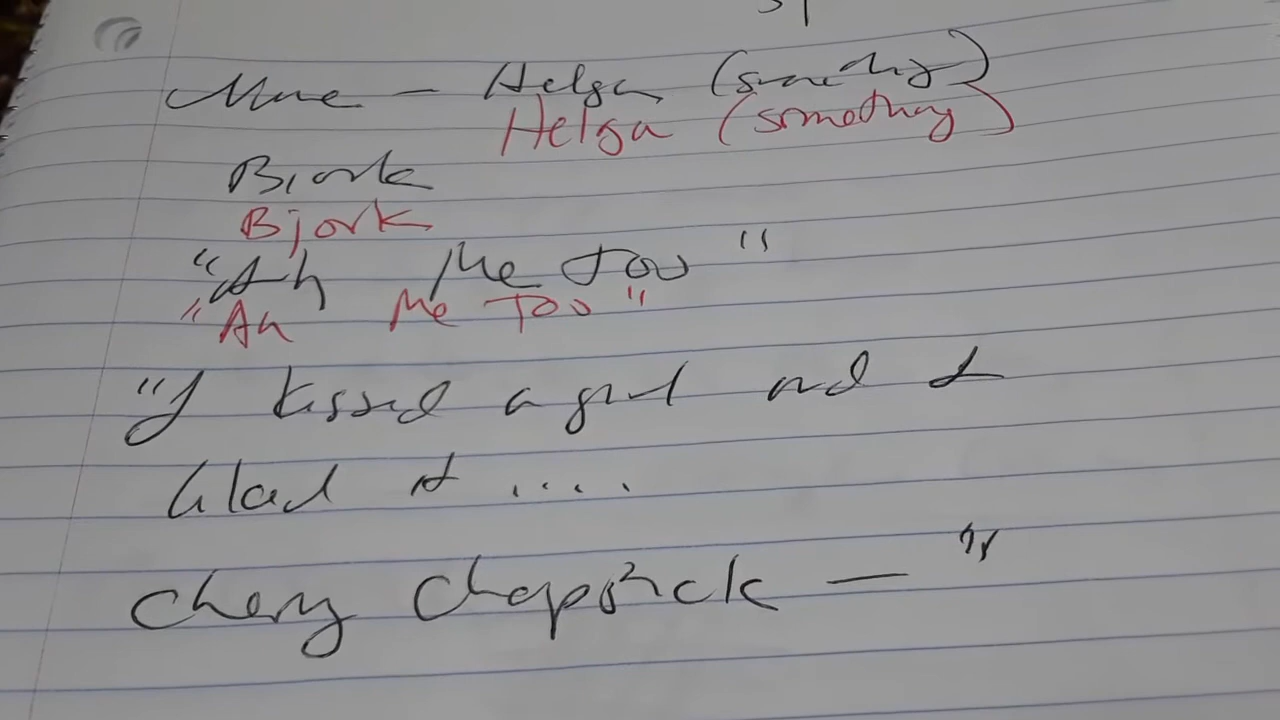 Mine — Helga (something)
Helga (something)
Bjork
Bjork
"Ah Me Too"
"Ah Me Too"
"I kissed a girl and I
liked it ....
Cherry Chapstick — "